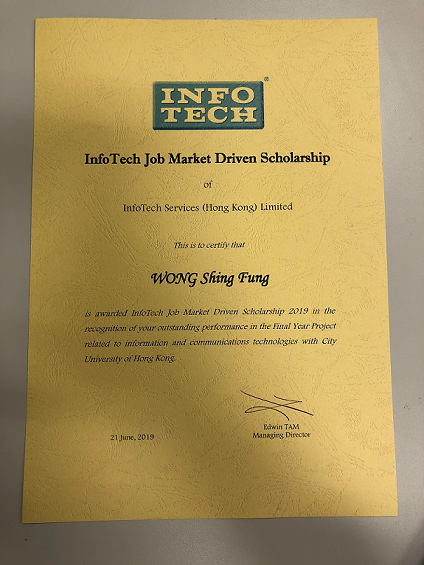 INFO
TECH
®
InfoTech Job Market Driven Scholarship
of
InfoTech Services (Hong Kong) Limited
This is to certify that
WONG Shing Fung
is awarded InfoTech Job Market Driven Scholarship 2019 in the
recognition of your outstanding performance in the Final Year Project
related to information and communications technologies with City
University of Hong Kong.
21 June, 2019
Edwin TAM
Managing Director